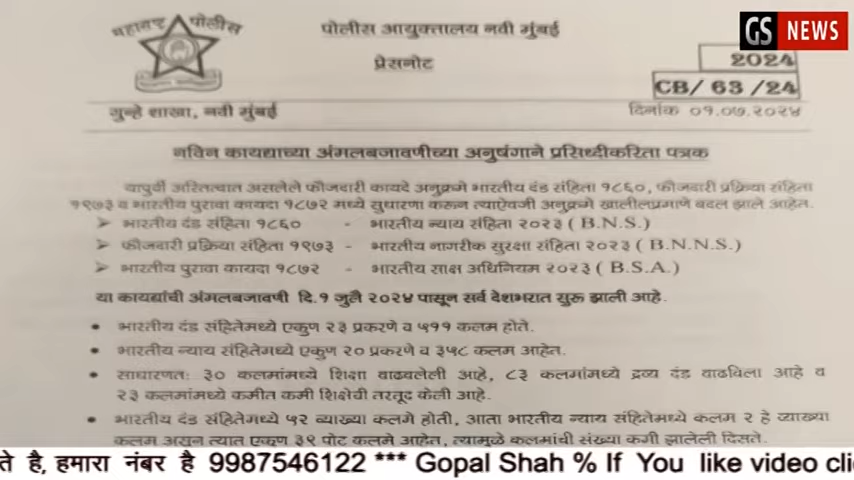 महाराष्ट्र पोलीस
पोलीस आयुक्तालय नवी मुंबई
GS NEWS
प्रेसनोट
2024
CB/ 63 /24
गुन्हे शाखा, नवी मुंबई
दिनांक ०१.०७.२०२४
नविन कायद्याच्या अंमलबजावणीच्या अनुषंगाने प्रसिध्दीकरिता पत्रक
यापुर्वी अस्तित्वात असलेले फौजदारी कायदे अनुक्रमे भारतीय दंड संहिता १८६०, फौजदारी प्रक्रिया संहिता
१९७३ व भारतीय पुरावा कायदा १८७२ मध्ये सुधारणा करून त्याऐवजी अनुक्रमे खालीलप्रमाणे बदल झाले आहेत.
➤ भारतीय दंड संहिता १८६० - भारतीय न्याय संहिता २०२३ ( B.N.S.)
➤ फौजदारी प्रक्रिया संहिता १९७३ - भारतीय नागरीक सुरक्षा संहिता २०२३ ( B.N.N.S.)
➤ भारतीय पुरावा कायदा १८७२ - भारतीय साक्ष अधिनियम २०२३ ( B.S.A.)
या कायद्यांची अंमलबजावणी दि.१ जुलै २०२४ पासून सर्व देशभरात सुरू झाली आहे.
• भारतीय दंड संहितेमध्ये एकुण २३ प्रकरणे व ५११ कलम होते.
• भारतीय न्याय संहितेमध्ये एकुण २० प्रकरणे व ३५८ कलम आहेत.
• साधारणतः ३० कलमांमध्ये शिक्षा वाढवलेली आहे, ८३ कलमांमध्ये द्रव्य दंड वाढविला आहे व
२३ कलमांमध्ये कमीत कमी शिक्षेची तरतूद केली आहे.
• भारतीय दंड संहितेमध्ये ५२ व्याख्या कलमे होती, आता भारतीय न्याय संहितेमध्ये कलम २ हे व्याख्या
कलम असून त्यात एकुण ३९ पोट कलमे आहेत, त्यामुळे कलमांची संख्या कमी झालेली दिसते.
ते है, हमारा नंबर है 9987546122 *** Gopal Shah % If You like video cli